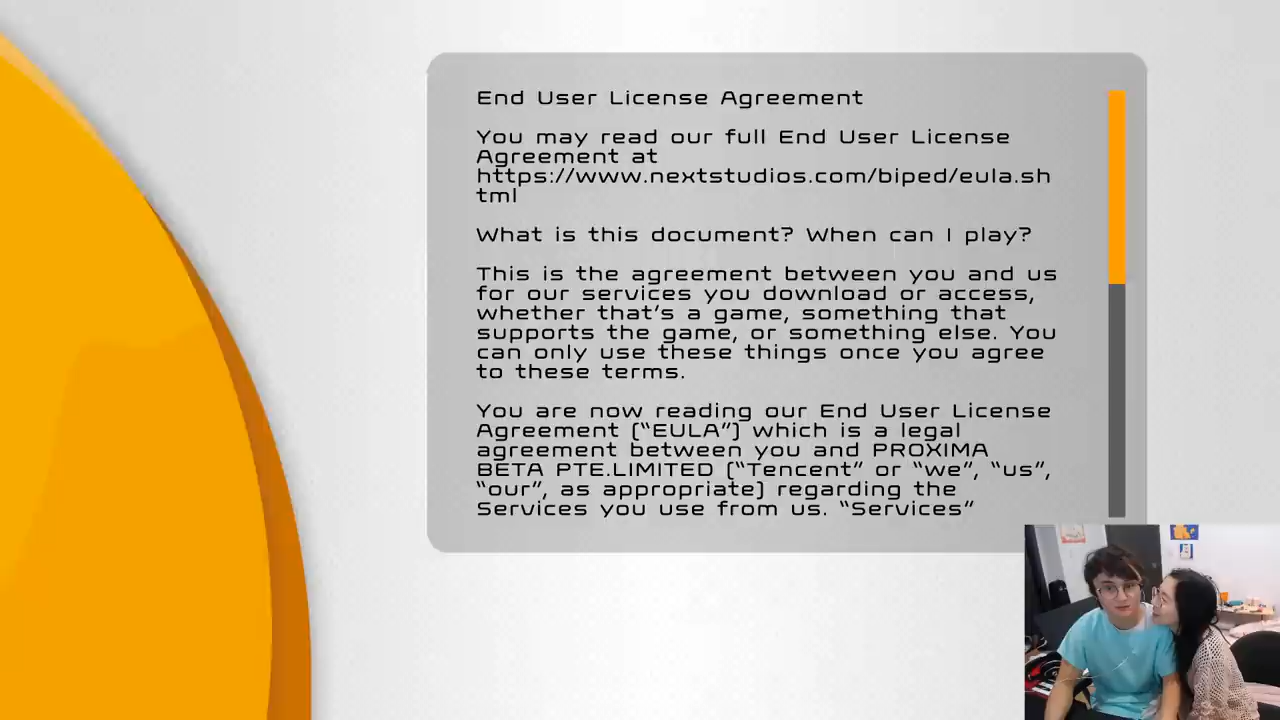 End User License Agreement
You may read our full End User License
Agreement at
https://www.nextstudios.com/biped/eula.sh
tml
What is this document? When can I play?
This is the agreement between you and us
for our services you download or access,
whether that's a game, something that
supports the game, or something else. You
can only use these things once you agree
to these terms.
You are now reading our End User License
Agreement (“EULA”) which is a legal
agreement between you and PROXIMA
BETA PTE.LIMITED (“Tencent” or “we”, “us”,
“our”, as appropriate) regarding the
Services you use from us. “Services”